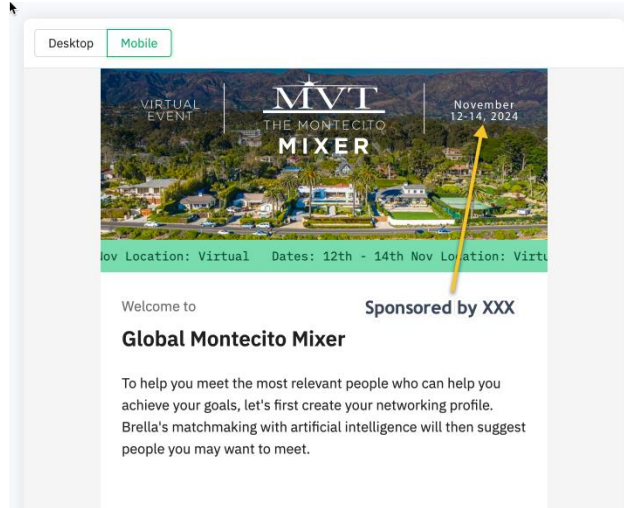 Desktop Mobile
VIRTUAL
EVENT
MVT
THE MONTECITO
MIXER
November
12-14, 2024
Nov Location: Virtual Dates: 12th - 14th Nov Location: Virtu
Welcome to
Sponsored by XXX
Global Montecito Mixer
To help you meet the most relevant people who can help you
achieve your goals, let's first create your networking profile.
Brella's matchmaking with artificial intelligence will then suggest
people you may want to meet.